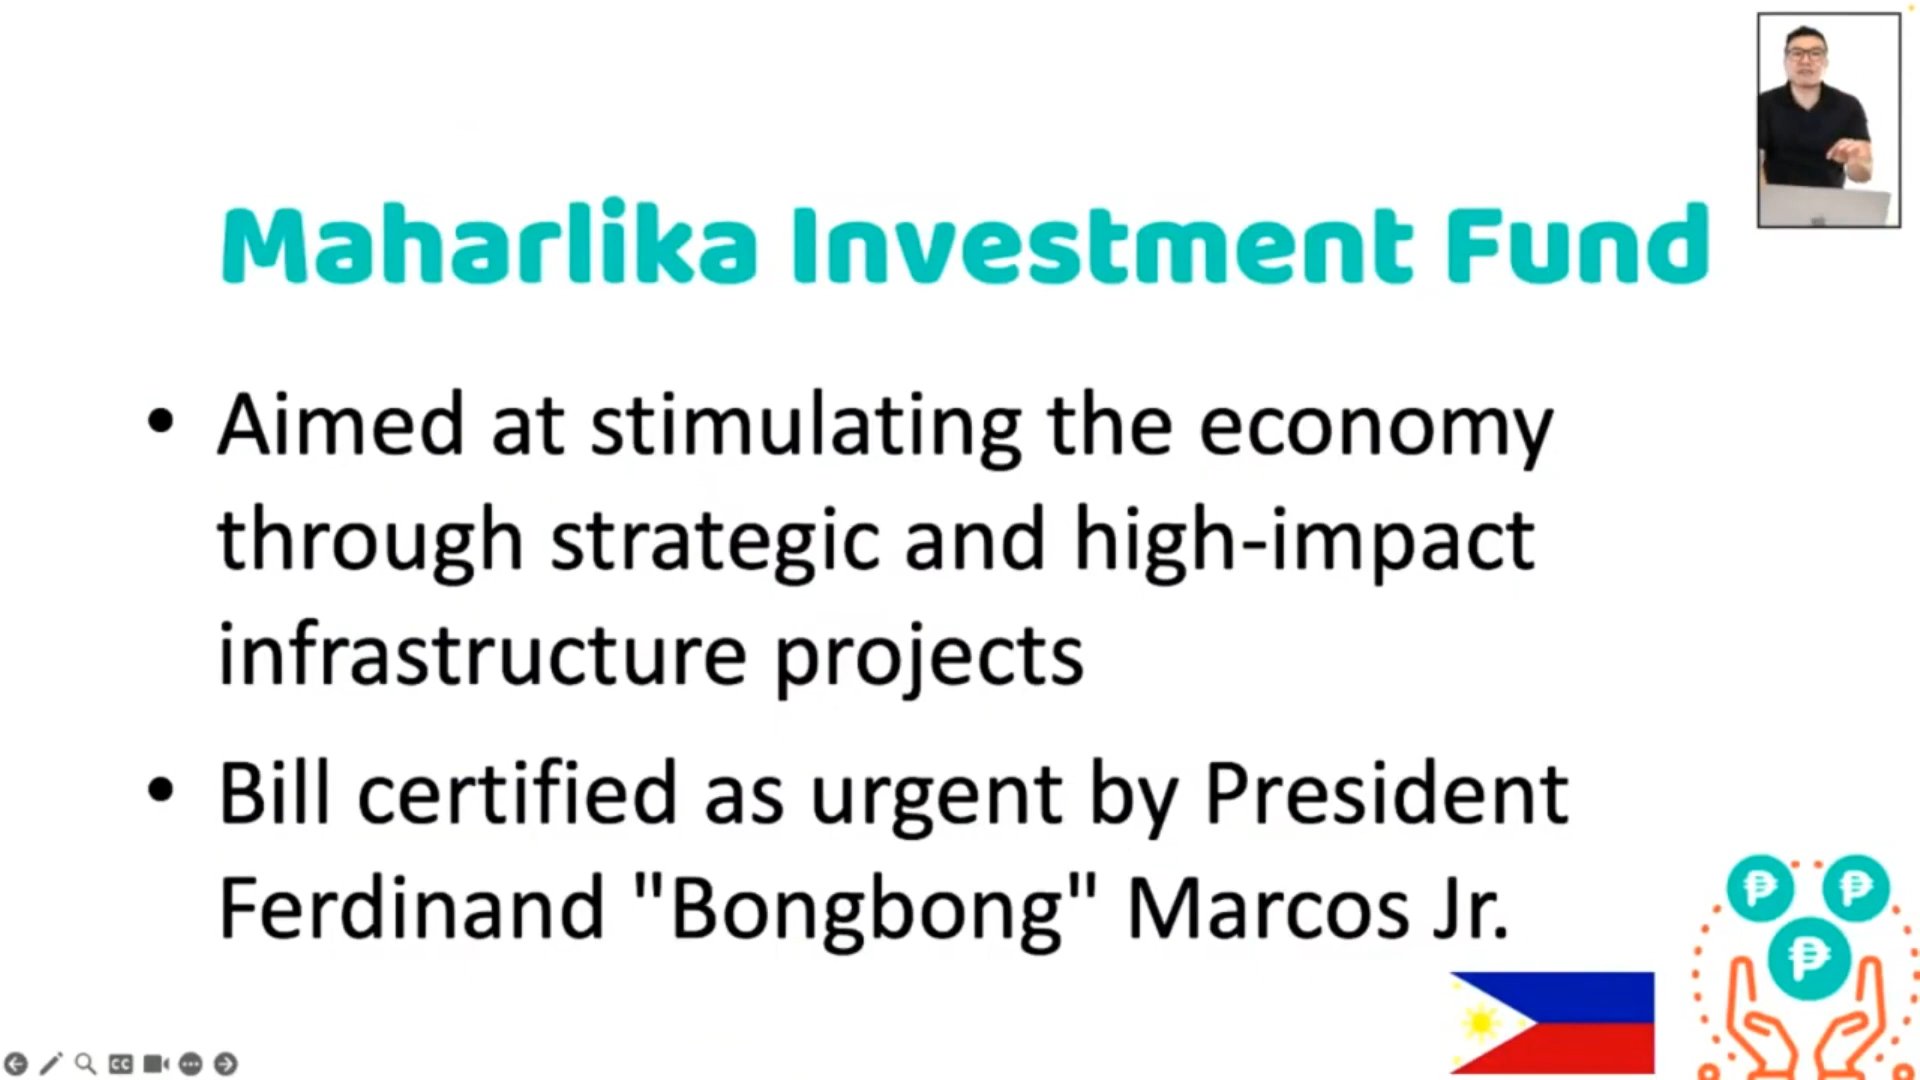 Maharlika Investment Fund
• Aimed at stimulating the economy
through strategic and high-impact
infrastructure projects
• Bill certified as urgent by President
Ferdinand "Bongbong" Marcos Jr.
₱ ₱
₱
CC